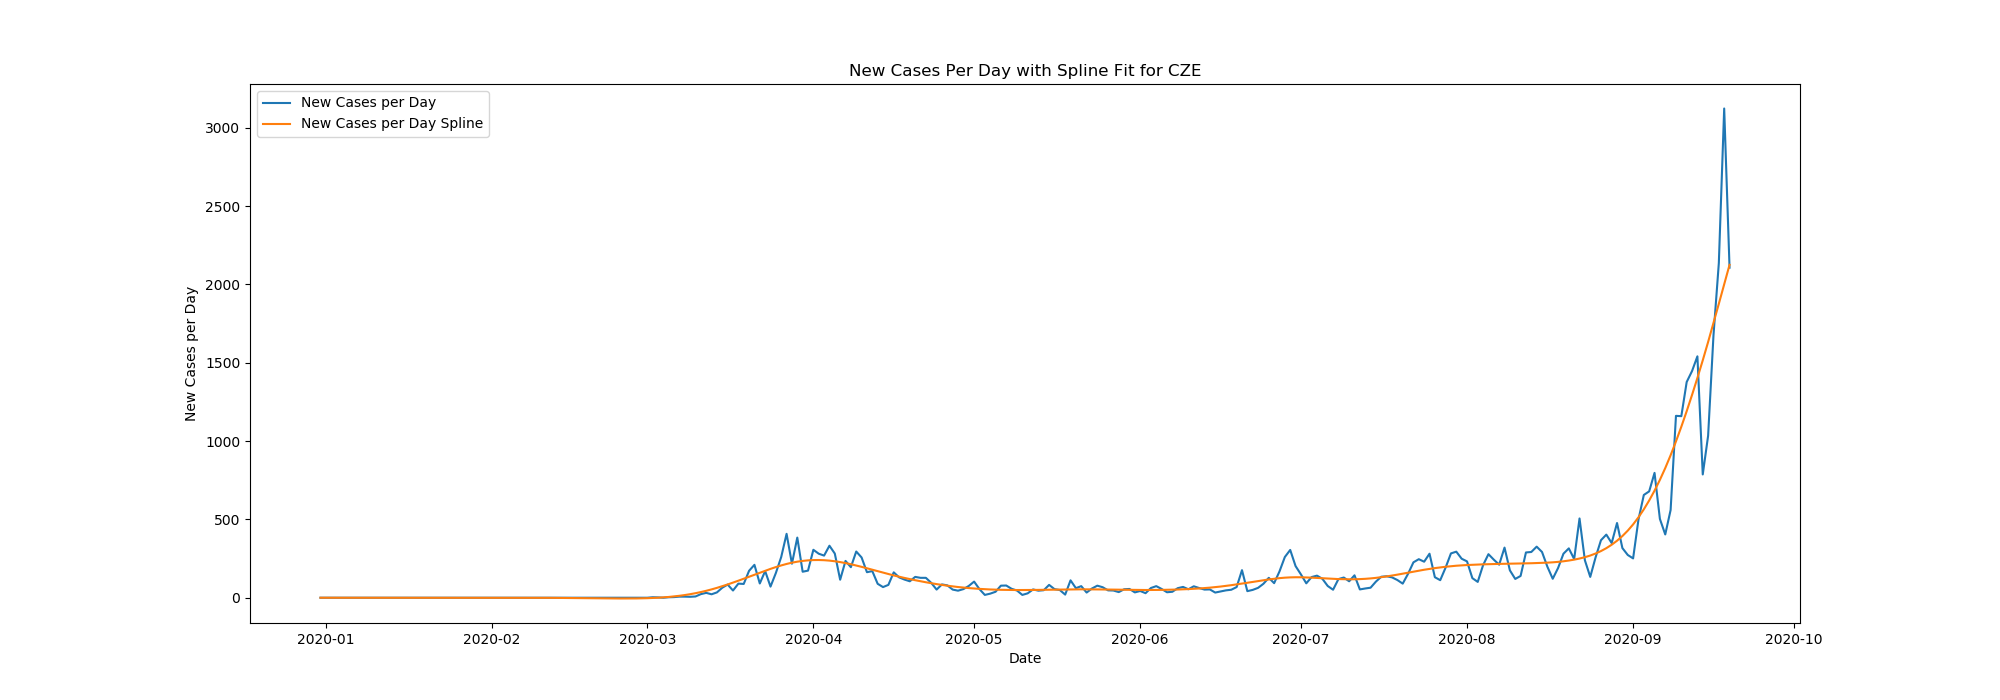 New Cases Per Day with Spline Fit for CZE
New Cases per Day
New Cases per Day Spline
3000
2500
2000
1500
1000
500
0
New Cases per Day
2020-01 2020-02 2020-03 2020-04 2020-05 2020-06 2020-07 2020-08 2020-09 2020-10
Date